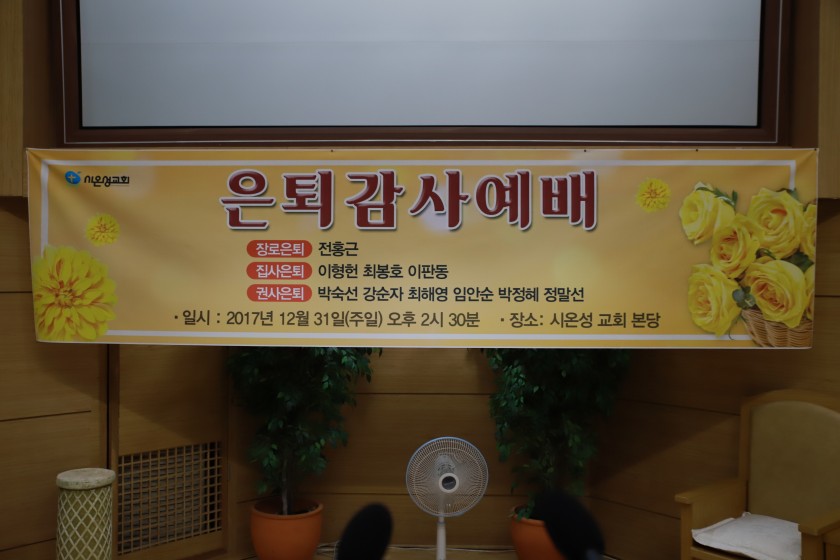 시온성교회
은퇴감사예배
장로은퇴 전홍근
집사은퇴 이형헌 최봉호 이판동
권사은퇴 박숙선 강순자 최해영 임안순 박정혜 정말선
· 일시 : 2017년 12월 31일(주일) 오후 2시 30분 · 장소: 시온성 교회 본당